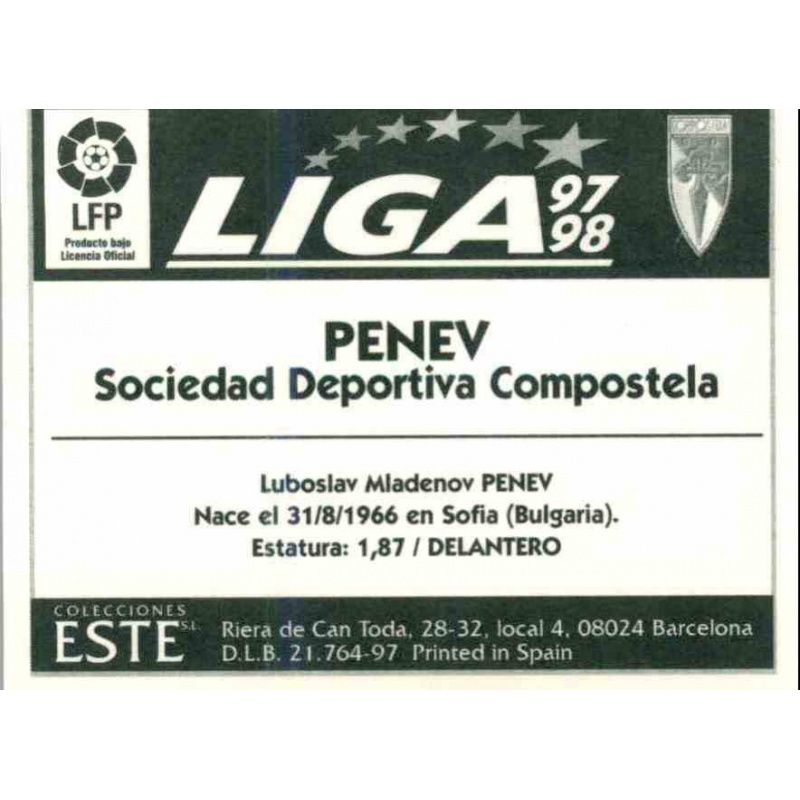 LFP
Producto bajo
Licencia Oficial
LIGA 97 98
COMPOSTELA
PENEV
Sociedad Deportiva Compostela
Luboslav Mladenov PENEV
Nace el 31/8/1966 en Sofia (Bulgaria).
Estatura: 1,87 / DELANTERO
COLECCIONES
ESTE S.L.
Riera de Can Toda, 28-32, local 4, 08024 Barcelona
D.L.B. 21.764-97 Printed in Spain